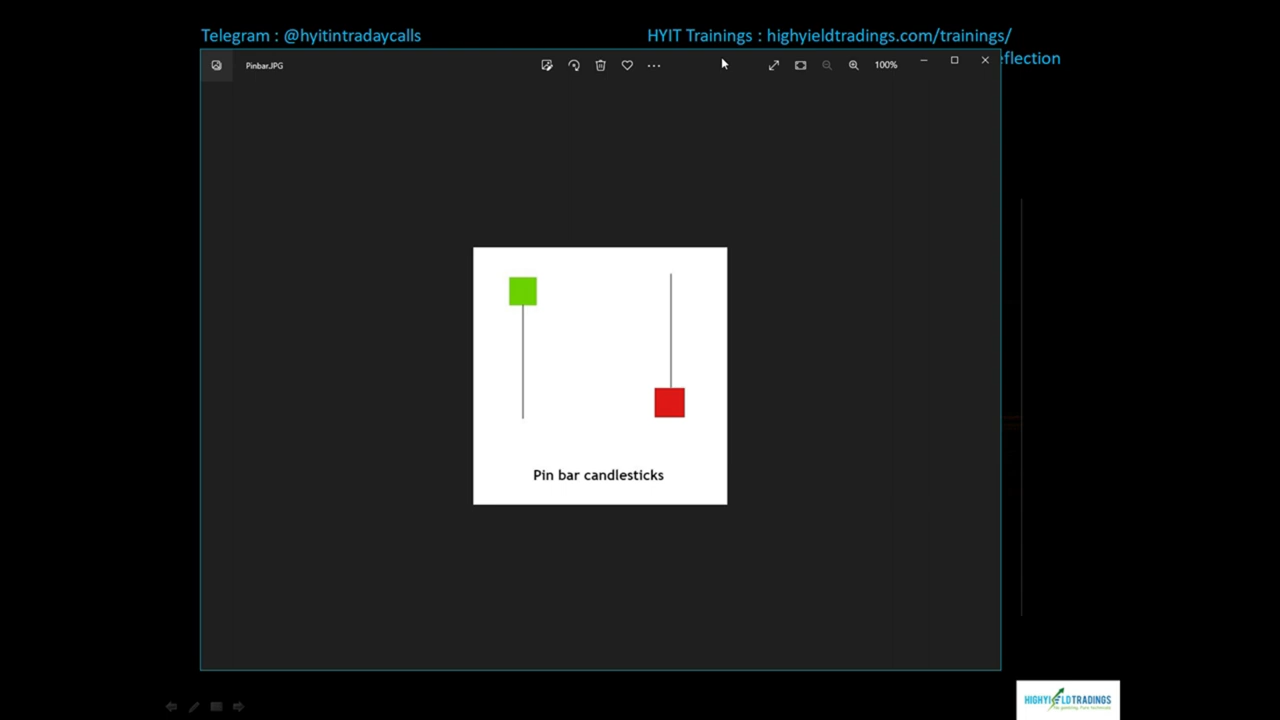 Telegram : @hyitintradaycalls
HYIT Trainings : highyieldtradings.com/trainings/
eflection
Pinbar.JPG
100%
Pin bar candlesticks
HIGHYIELDTRADINGS